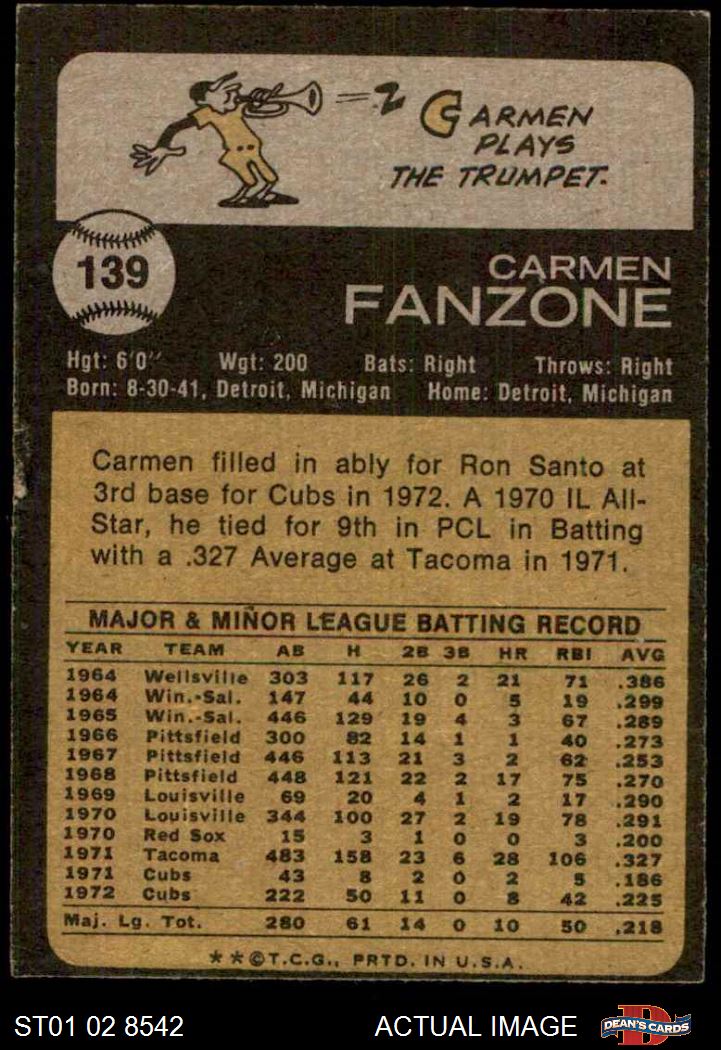 CARMEN
PLAYS
THE TRUMPET.
139
CARMEN
FANZONE
Hgt: 6'0" Wgt: 200 Bats: Right Throws: Right
Born: 8-30-41, Detroit, Michigan Home: Detroit, Michigan
Carmen filled in ably for Ron Santo at
3rd base for Cubs in 1972. A 1970 IL All-
Star, he tied for 9th in PCL in Batting
with a .327 Average at Tacoma in 1971.
MAJOR & MINOR LEAGUE BATTING RECORD
YEAR TEAM AB H 2B 3B HR RBI AVG
1964 Wellsville 303 117 26 2 21 71 .386
1964 Win.-Sal. 147 44 10 0 5 19 .299
1965 Win.-Sal. 446 129 19 4 3 67 .289
1966 Pittsfield 300 82 14 1 1 40 .273
1967 Pittsfield 446 113 21 3 2 62 .253
1968 Pittsfield 448 121 22 2 17 75 .270
1969 Louisville 69 20 4 1 2 17 .290
1970 Louisville 344 100 27 2 19 78 .291
1970 Red Sox 15 3 1 0 0 3 .200
1971 Tacoma 483 158 23 6 28 106 .327
1971 Cubs 43 8 2 0 2 5 .186
1972 Cubs 222 50 11 0 8 42 .225
Maj. Lg. Tot. 280 61 14 0 10 50 .218
**©T.C.G., PRTD. IN U.S.A.
ST01 02 8542 ACTUAL IMAGE D DEAN'S CARDS